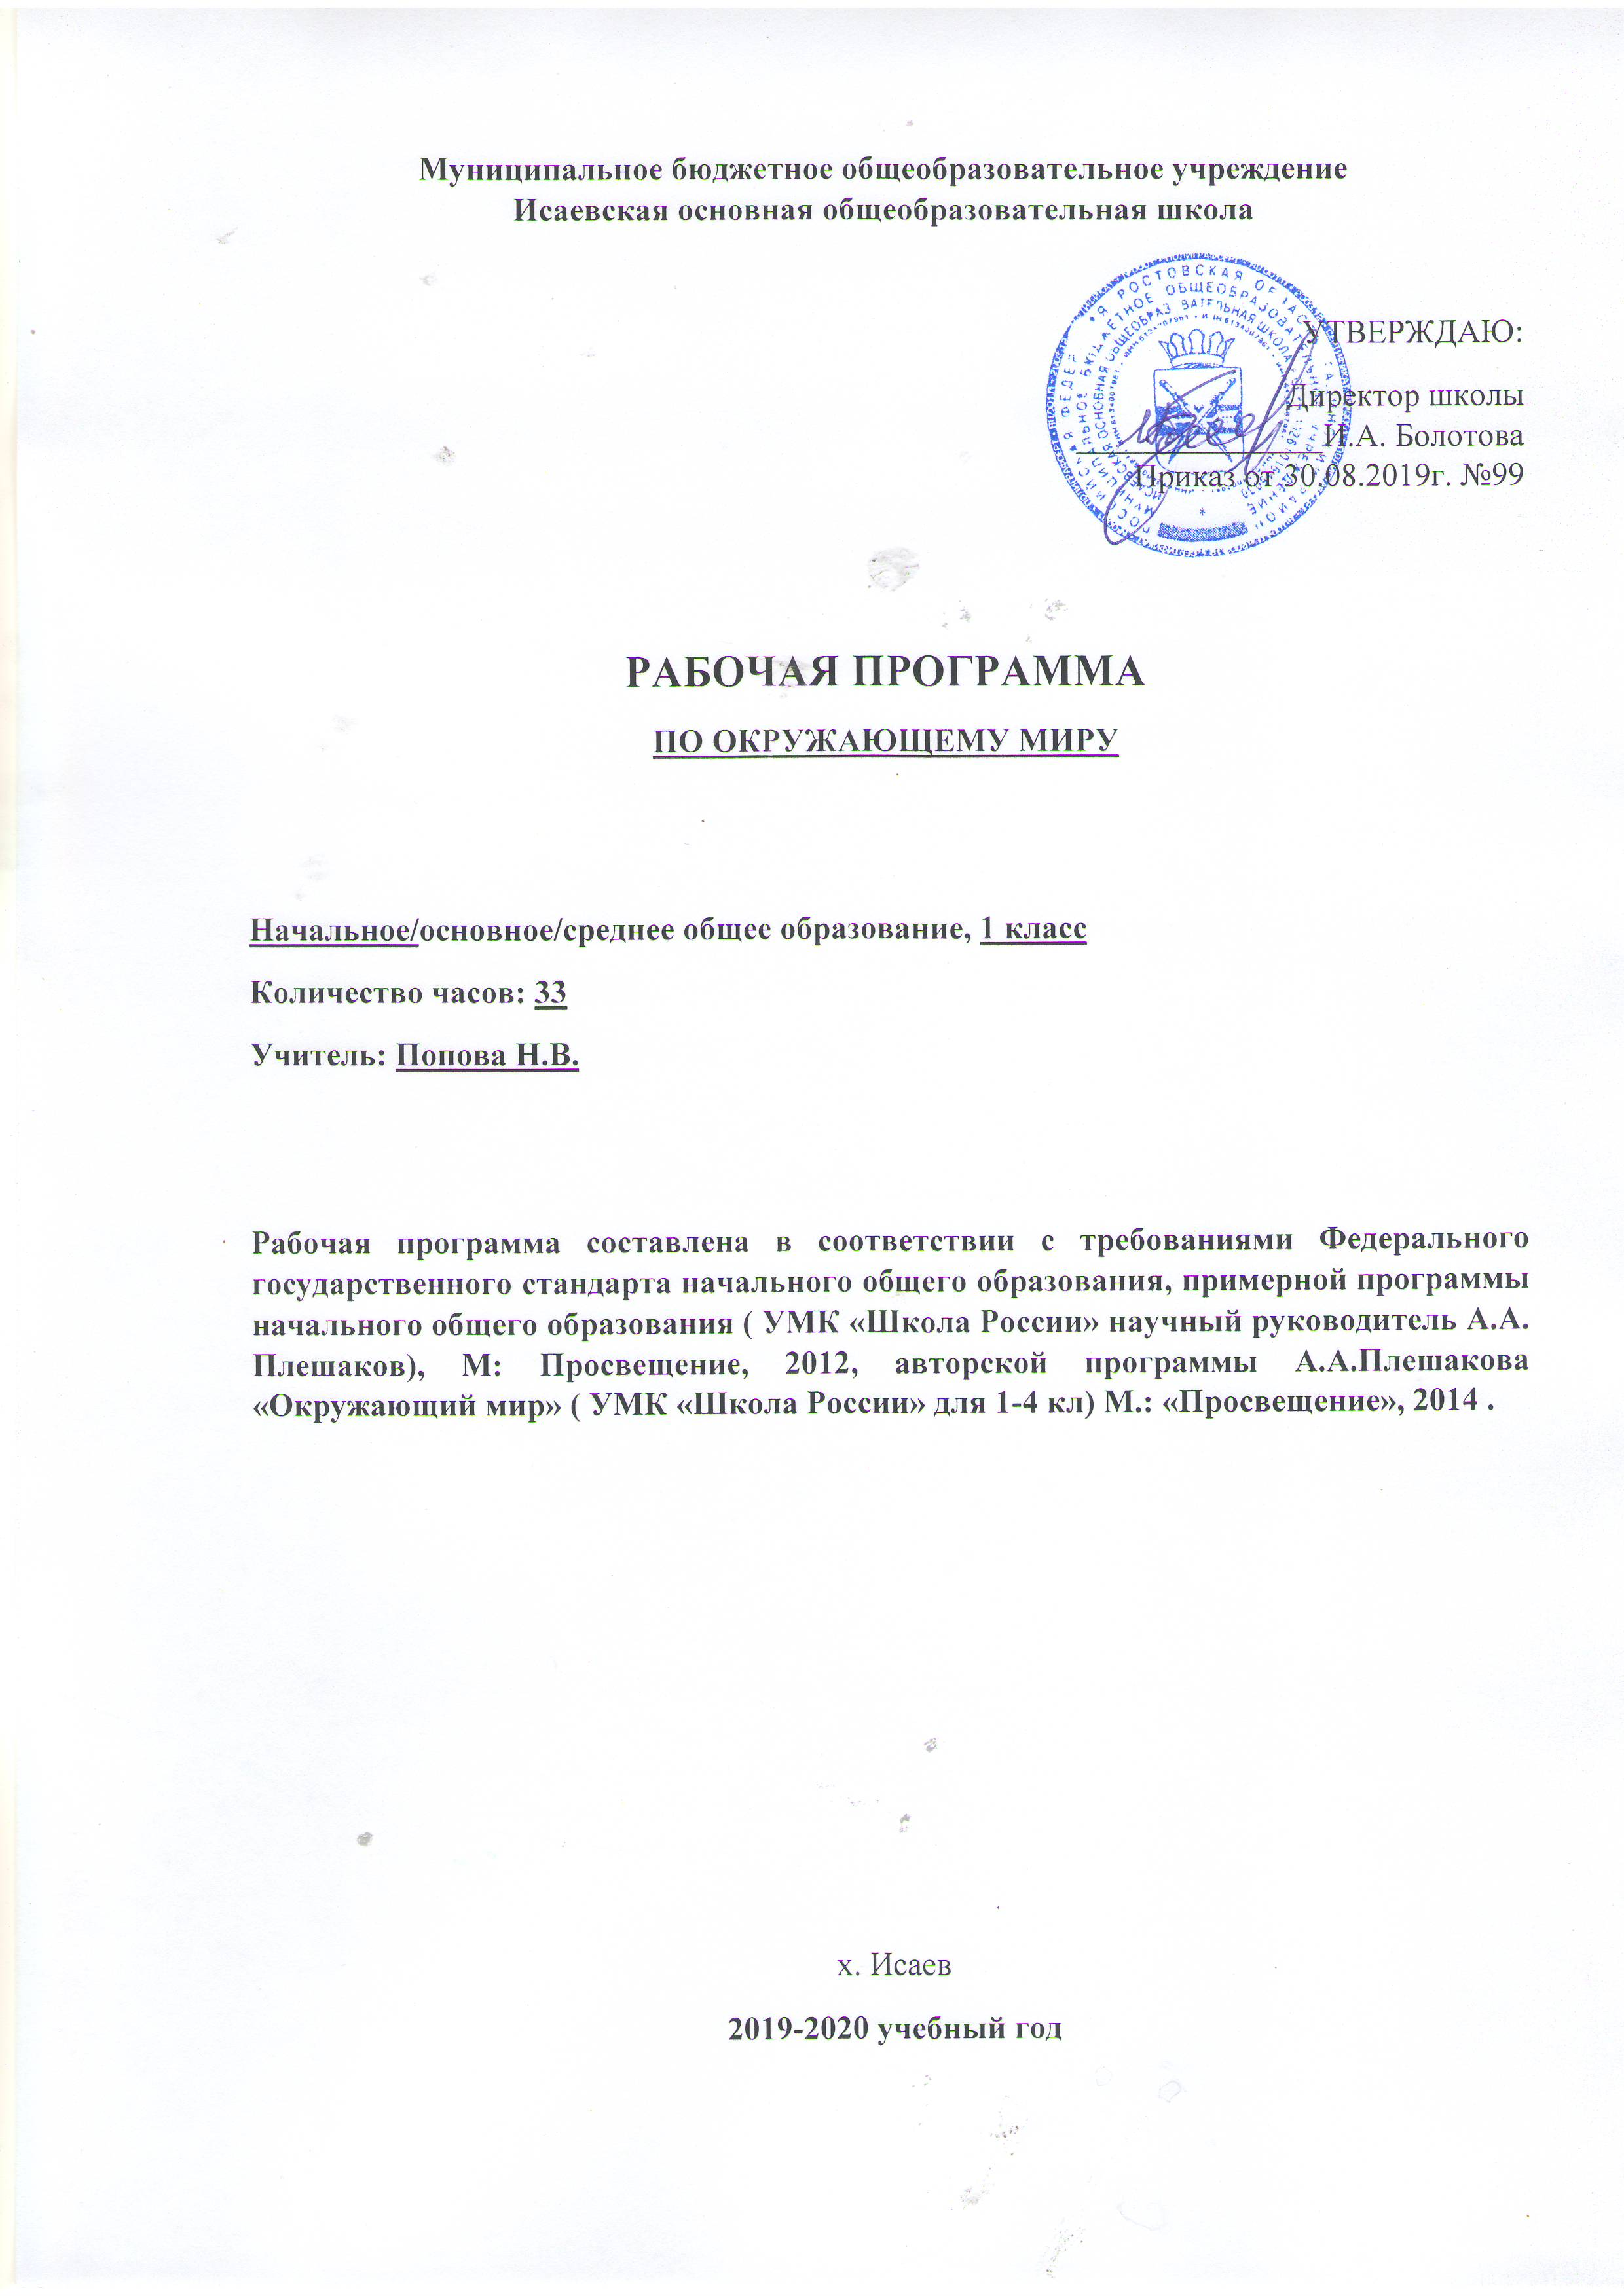 Муниципальное бюджетное общеобразовательное учреждение
Исаевская основная общеобразовательная школа
УТВЕРЖДАЮ:
Директор школы
И.А. Болотова
Приказ от 30.08.2019г. №99
РАБОЧАЯ ПРОГРАММА
ПО ОКРУЖАЮЩЕМУ МИРУ
Начальное/основное/среднее общее образование, 1 класс
Количество часов: 33
Учитель: Попова Н.В.
Рабочая программа составлена в соответствии с требованиями Федерального
государственного стандарта начального общего образования, примерной программы
начального общего образования ( УМК «Школа России» научный руководитель А.А.
Плешаков), М: Просвещение, 2012, авторской программы А.А.Плешакова
«Окружающий мир» ( УМК «Школа России» для 1-4 кл) М.: «Просвещение», 2014 .
х. Исаев
2019-2020 учебный год